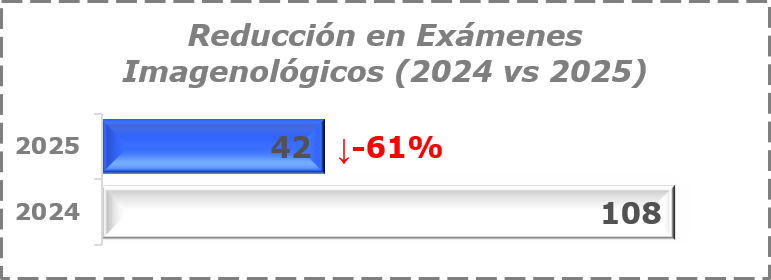 Reducción en Exámenes
Imagenológicos (2024 vs 2025)
2025 42 ↓-61%
2024 108